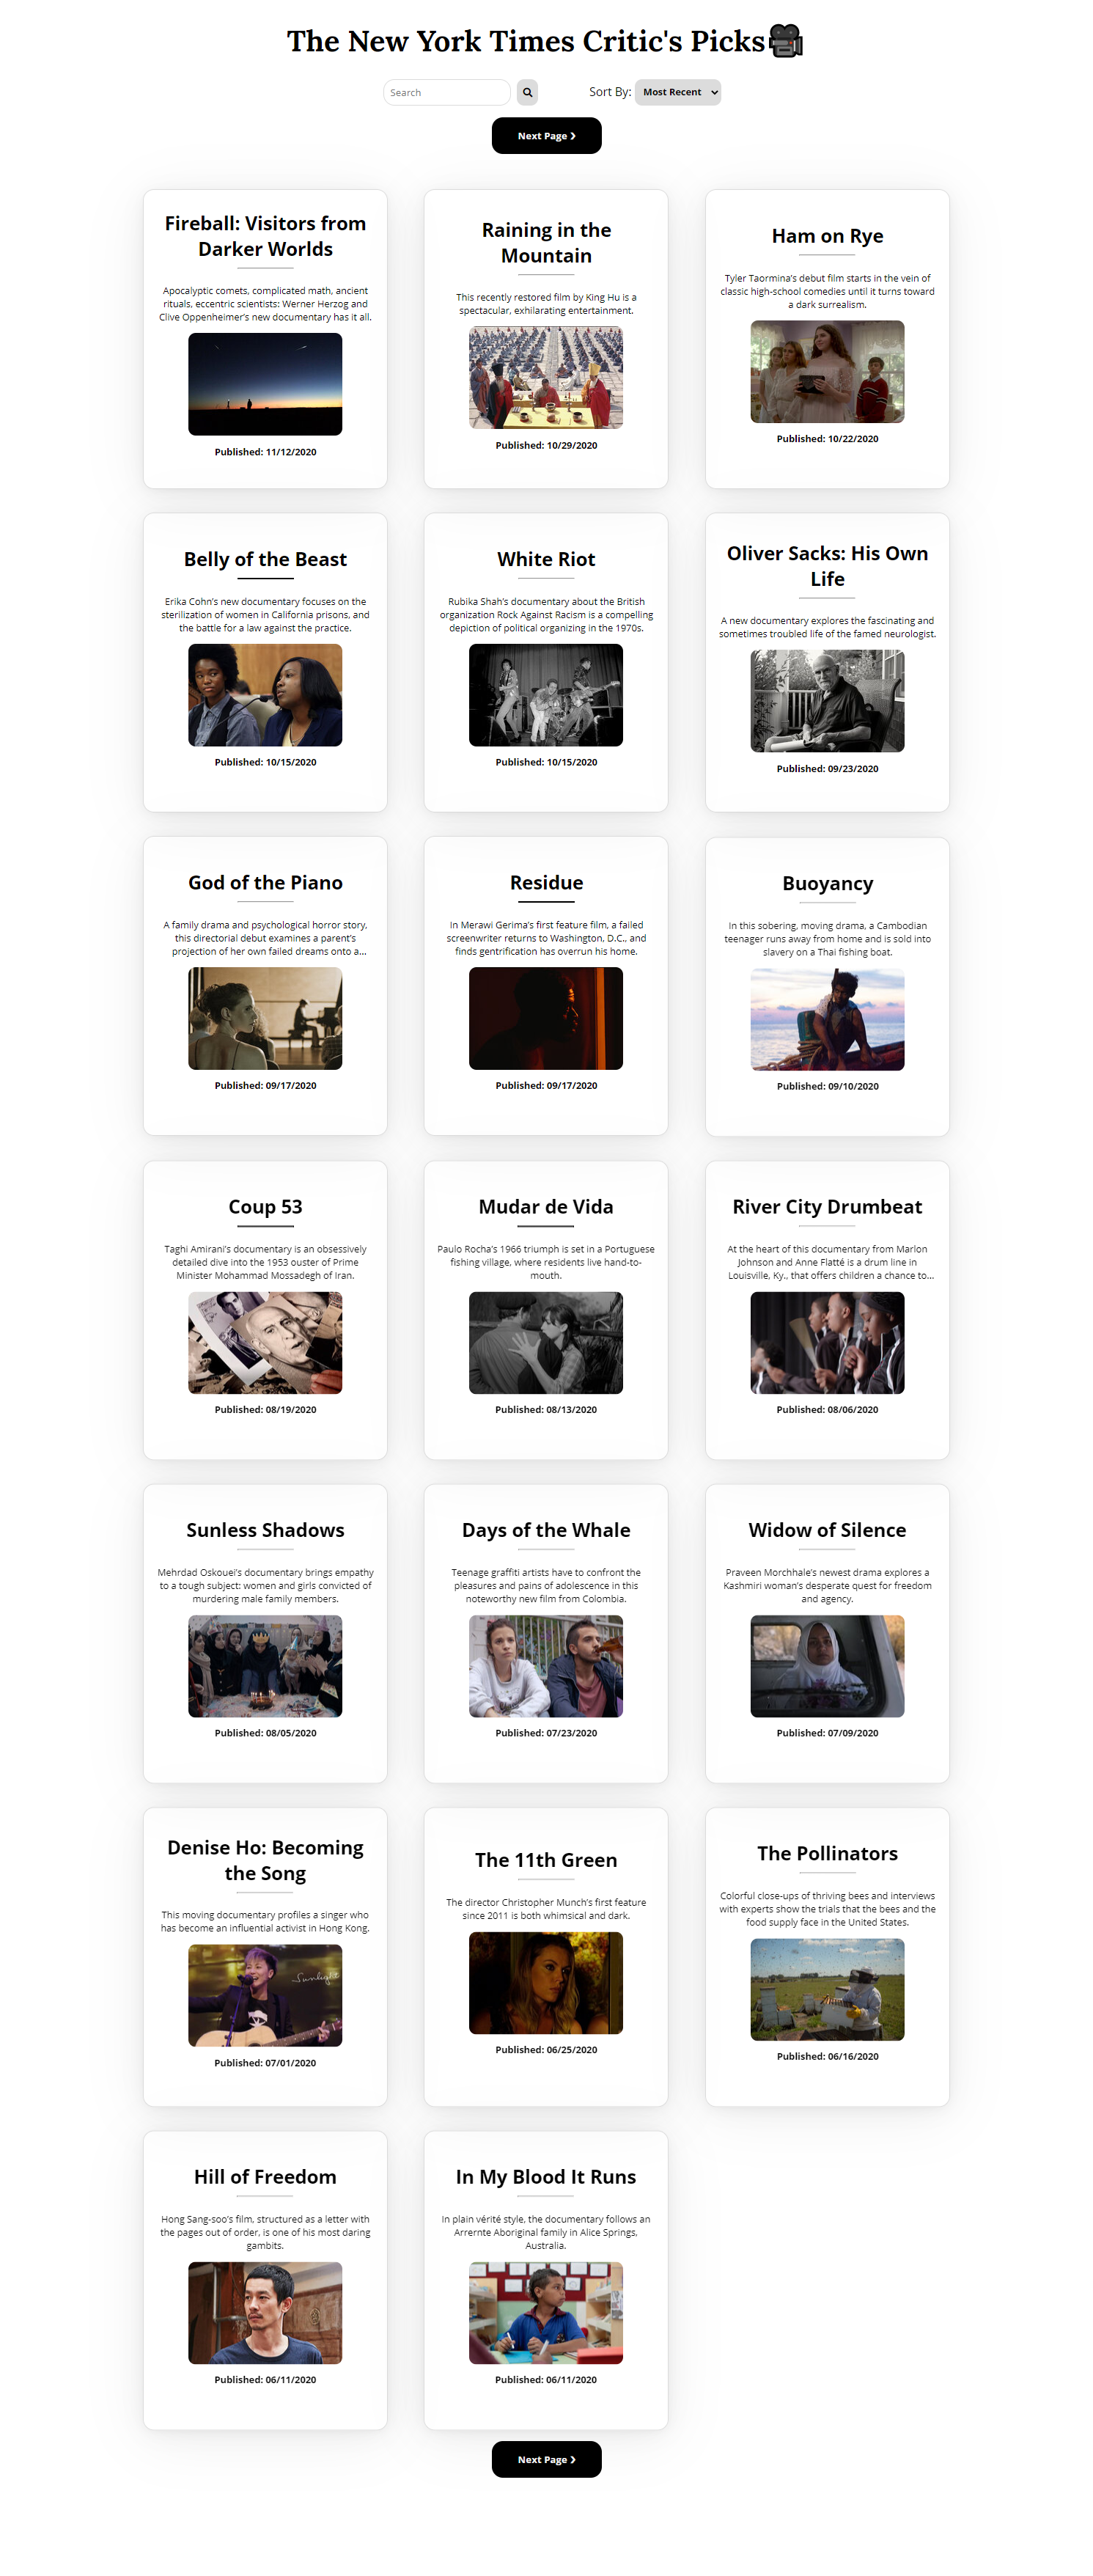 The New York Times Critic's Picks
Search
Sort By: Most Recent
Next Page ❯
Fireball: Visitors from
Darker Worlds
Apocalyptic comets, complicated math, ancient
rituals, eccentric scientists: Werner Herzog and
Clive Oppenheimer’s new documentary has it all.
Published: 11/12/2020
Raining in the
Mountain
This recently restored film by King Hu is a
spectacular, exhilarating entertainment.
Published: 10/29/2020
Ham on Rye
Tyler Taormina’s debut film starts in the vein of
classic high-school comedies until it turns toward
a dark surrealism.
Published: 10/22/2020
Belly of the Beast
Erika Cohn’s new documentary focuses on the
sterilization of women in California prisons, and
the battle for a law against the practice.
Published: 10/15/2020
White Riot
Rubika Shah’s documentary about the British
organization Rock Against Racism is a compelling
depiction of political organizing in the 1970s.
Published: 10/15/2020
Oliver Sacks: His Own
Life
A new documentary explores the fascinating and
sometimes troubled life of the famed neurologist.
Published: 09/23/2020
God of the Piano
A family drama and psychological horror story,
this directorial debut examines a parent’s
projection of her own failed dreams onto a...
Published: 09/17/2020
Residue
In Merawi Gerima’s first feature film, a failed
screenwriter returns to Washington, D.C., and
finds gentrification has overrun his home.
Published: 09/17/2020
Buoyancy
In this sobering, moving drama, a Cambodian
teenager runs away from home and is sold into
slavery on a Thai fishing boat.
Published: 09/10/2020
Coup 53
Taghi Amirani’s documentary is an obsessively
detailed dive into the 1953 ouster of Prime
Minister Mohammad Mossadegh of Iran.
Published: 08/19/2020
Mudar de Vida
Paulo Rocha’s 1966 triumph is set in a Portuguese
fishing village, where residents live hand-to-
mouth.
Published: 08/13/2020
River City Drumbeat
At the heart of this documentary from Marlon
Johnson and Anne Flatté is a drum line in
Louisville, Ky., that offers children a chance to...
Published: 08/06/2020
Sunless Shadows
Mehrdad Oskouei’s documentary brings empathy
to a tough subject: women and girls convicted of
murdering male family members.
Published: 08/05/2020
Days of the Whale
Teenage graffiti artists have to confront the
pleasures and pains of adolescence in this
noteworthy new film from Colombia.
Published: 07/23/2020
Widow of Silence
Praveen Morchhale’s newest drama explores a
Kashmiri woman’s desperate quest for freedom
and agency.
Published: 07/09/2020
Denise Ho: Becoming
the Song
This moving documentary profiles a singer who
has become an influential activist in Hong Kong.
Sunlight
Published: 07/01/2020
The 11th Green
The director Christopher Munch’s first feature
since 2011 is both whimsical and dark.
Published: 06/25/2020
The Pollinators
Colorful close-ups of thriving bees and interviews
with experts show the trials that the bees and the
food supply face in the United States.
Published: 06/16/2020
Hill of Freedom
Hong Sang-soo’s film, structured as a letter with
the pages out of order, is one of his most daring
gambits.
Published: 06/11/2020
In My Blood It Runs
In plain vérité style, the documentary follows an
Arrernte Aboriginal family in Alice Springs,
Australia.
Published: 06/11/2020
Next Page ❯